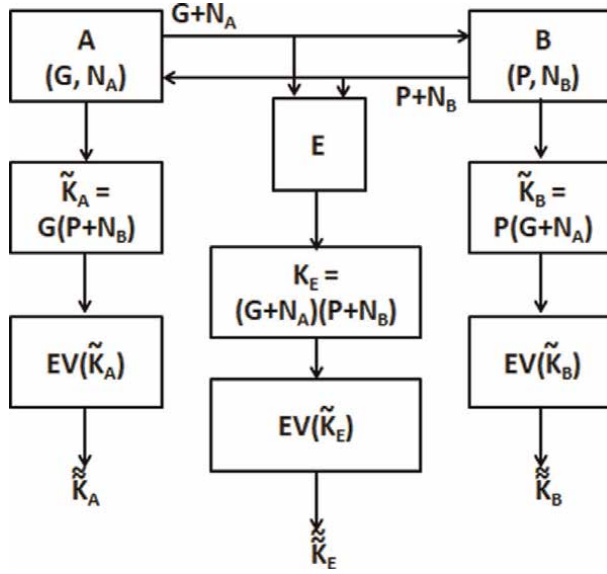 G+N_A
A
(G, N_A)
B
(P, N_B)
P+N_B
E
K̃_A =
G(P+N_B)
K̃_B =
P(G+N_A)
K_E =
(G+N_A)(P+N_B)
EV(K̃_A)
EV(K̃_B)
EV(K̃_E)
K̃̃_A
K̃̃_B
K̃̃_E